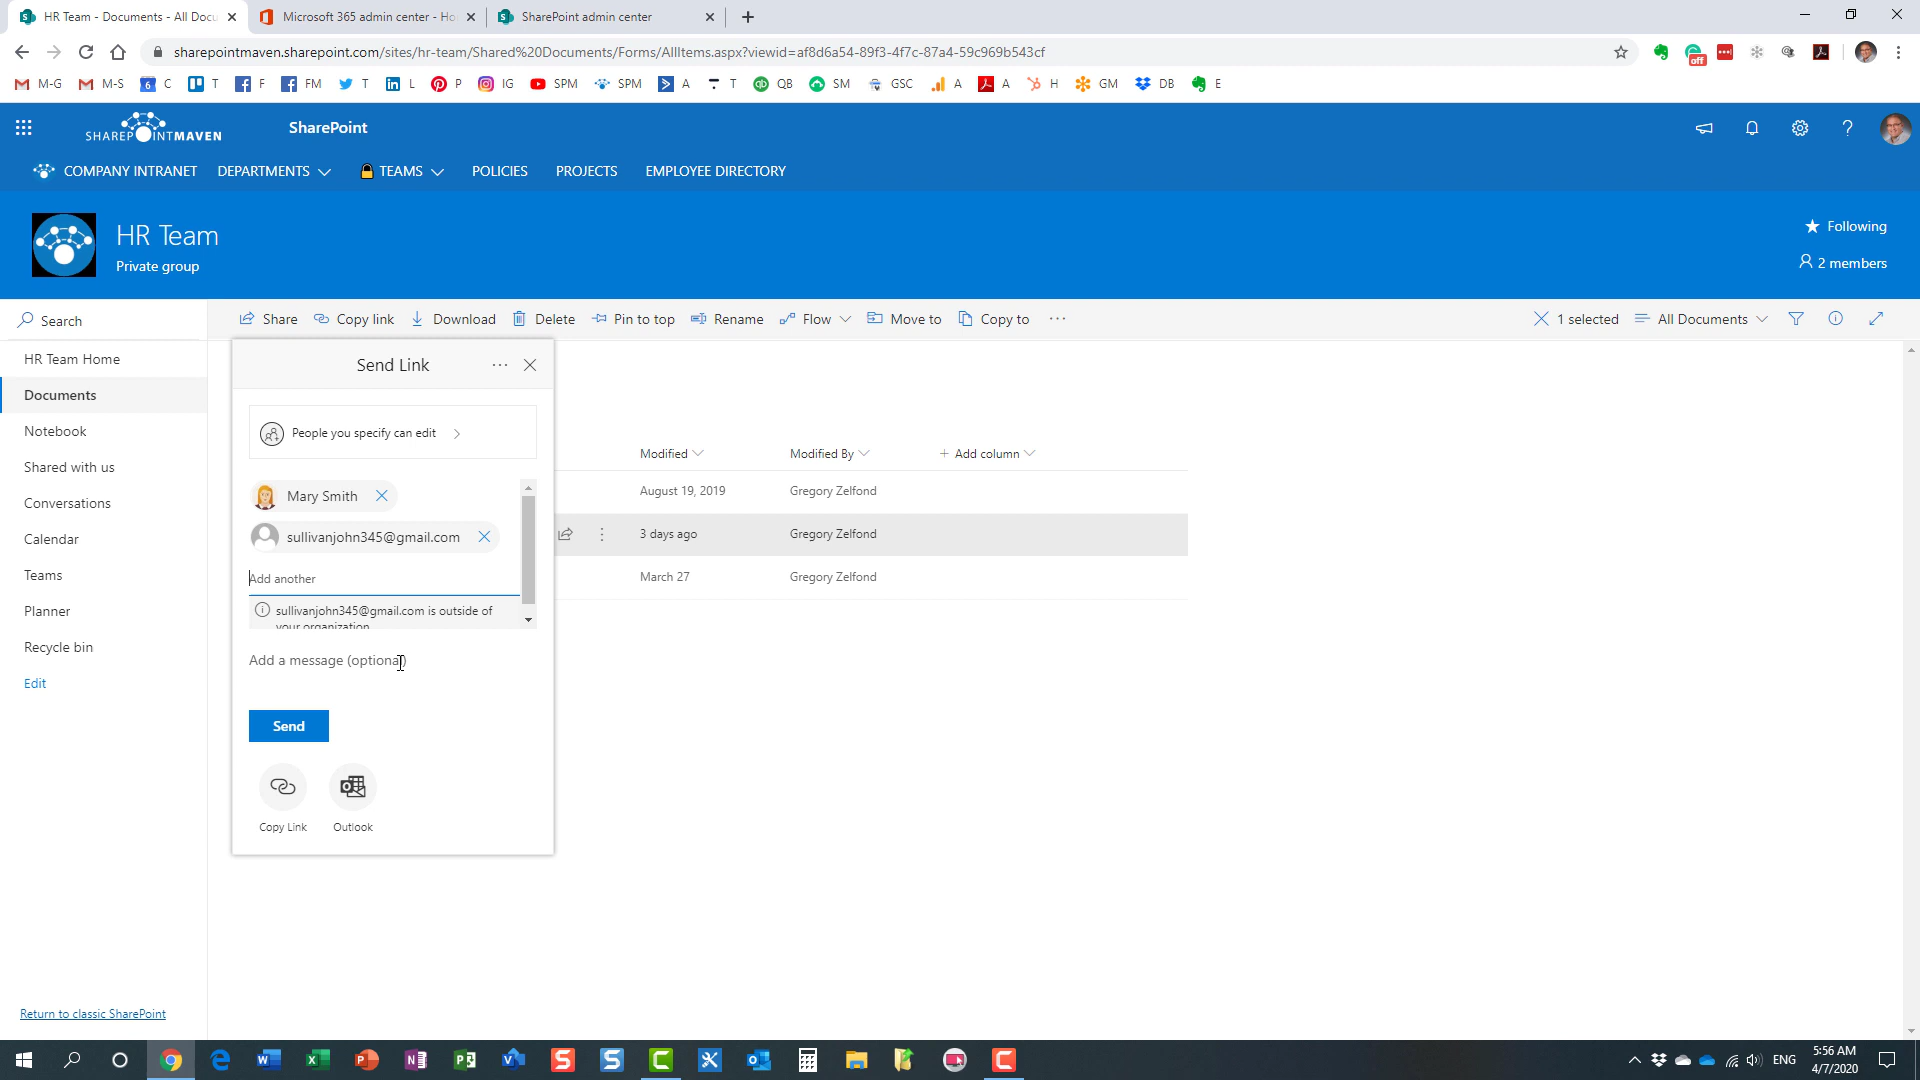 HR Team - Documents - All Docu
Microsoft 365 admin center - Ho
SharePoint admin center
sharepointmaven.sharepoint.com/sites/hr-team/Shared%20Documents/Forms/AllItems.aspx?viewid=af8d6a54-89f3-4f7c-87a4-59c969b543cf
off
M-G
M-S
6
C
T
F
FM
T
L
P
IG
SPM
SPM
A
T
QB
SM
GSC
A
A
H
GM
DB
E
SHAREPOINTMAVEN
SharePoint
?
COMPANY INTRANET
DEPARTMENTS
TEAMS
POLICIES
PROJECTS
EMPLOYEE DIRECTORY
HR Team
Private group
Following
2 members
Search
Share
Copy link
Download
Delete
Pin to top
Rename
Flow
Move to
Copy to
1 selected
All Documents
HR Team Home
Documents
Notebook
Shared with us
Conversations
Calendar
Teams
Planner
Recycle bin
Edit
Return to classic SharePoint
Send Link
People you specify can edit
Mary Smith
sullivanjohn345@gmail.com
Add another
sullivanjohn345@gmail.com is outside of
your organization
Add a message (optional)
Send
Copy Link
Outlook
Modified
Modified By
Add column
August 19, 2019
Gregory Zelfond
3 days ago
Gregory Zelfond
March 27
Gregory Zelfond
ENG
5:56 AM
4/7/2020